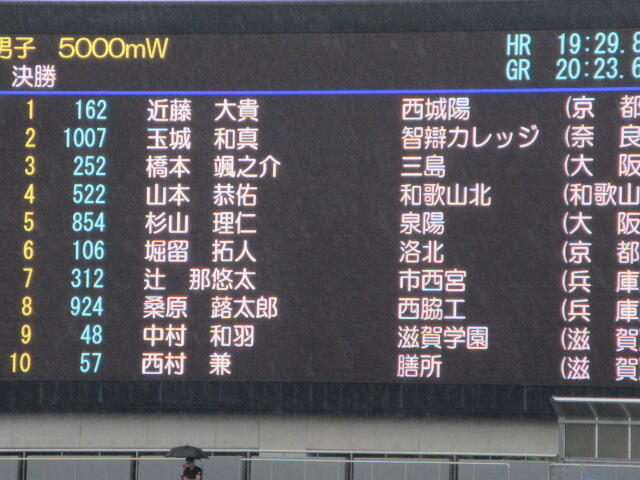 男子 5000mW HR 19:29.8
決勝 GR 20:23.6
1 162 近藤 大貴 西城陽 (京 都
2 1007 玉城 和真 智辯カレッジ (奈 良
3 252 橋本 颯之介 三島 (大 阪
4 522 山本 恭佑 和歌山北 (和歌山
5 854 杉山 理仁 泉陽 (大 阪
6 106 堀留 拓人 洛北 (京 都
7 312 辻 那悠太 市西宮 (兵 庫
8 924 桑原 蕗太郎 西脇工 (兵 庫
9 48 中村 和羽 滋賀学園 (滋 賀
10 57 西村 兼 膳所 (滋 賀